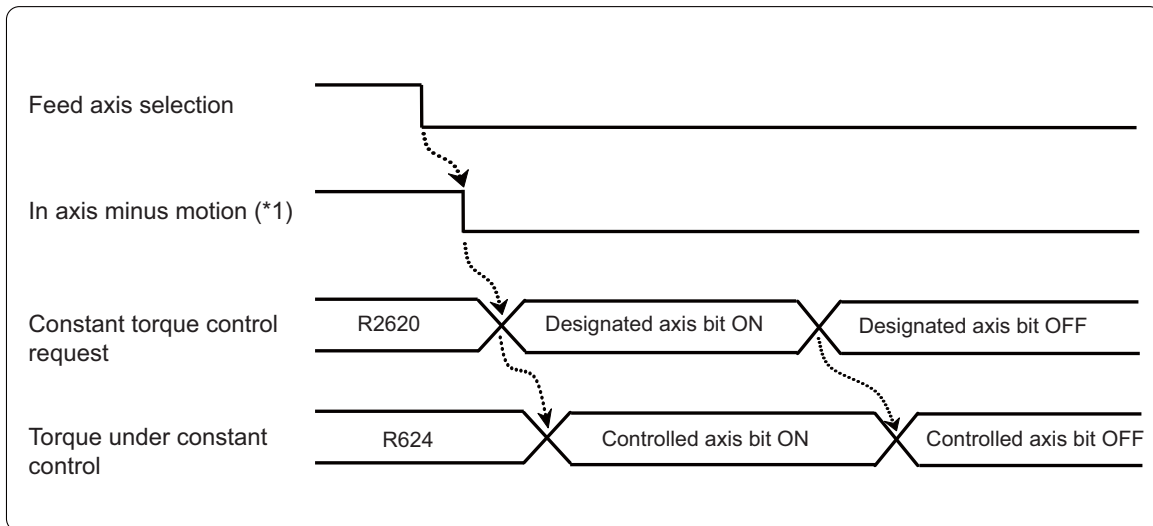 Feed axis selection
In axis minus motion (*1)
Constant torque control
request
R2620
Designated axis bit ON
Designated axis bit OFF
Torque under constant
control
R624
Controlled axis bit ON
Controlled axis bit OFF